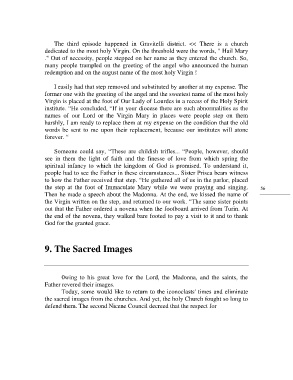 The third episode happened in Gravitelli district. << There is a church
dedicated to the most holy Virgin. On the threshold were the words, " Hail Mary
." Out of necessity, people stepped on her name as they entered the church. So,
many people trampled on the greeting of the angel who announced the human
redemption and on the august name of the most holy Virgin !
I easily had that step removed and substituted by another at my expense. The
former one with the greeting of the angel and the sweetest name of the most holy
Virgin is placed at the foot of Our Lady of Lourdes in a recess of the Holy Spirit
institute. "He concluded, "If in your diocese there are such abnormalities as the
names of our Lord or the Virgin Mary in places were people step on them
harshly, I am ready to replace them at my expense on the condition that the old
words be sent to me upon their replacement, because our institutes will atone
forever. "
Someone could say, "These are childish trifles... "People, however, should
see in them the light of faith and the finesse of love from which spring the
spiritual infancy to which the kingdom of God is promised. To understand it,
people had to see the Father in these circumstances... Sister Prisca bears witness
to how the Father received that step. "He gathered all of us in the parlor, placed
the step at the foot of Immaculate Mary while we were praying and singing.
Then he made a speech about the Madonna. At the end, we kissed the name of
the Virgin written on the step, and returned to our work. "The same sister points
out that the Father ordered a novena when the footboard arrived from Turin. At
the end of the novena, they walked bare footed to pay a visit to it and to thank
God for the granted grace.
9. The Sacred Images
Owing to his great love for the Lord, the Madonna, and the saints, the
Father revered their images.
Today, some would like to return to the iconoclasts' times and eliminate
the sacred images from the churches. And yet, the holy Church fought so long to
defend them. The second Nicene Council decreed that the respect for